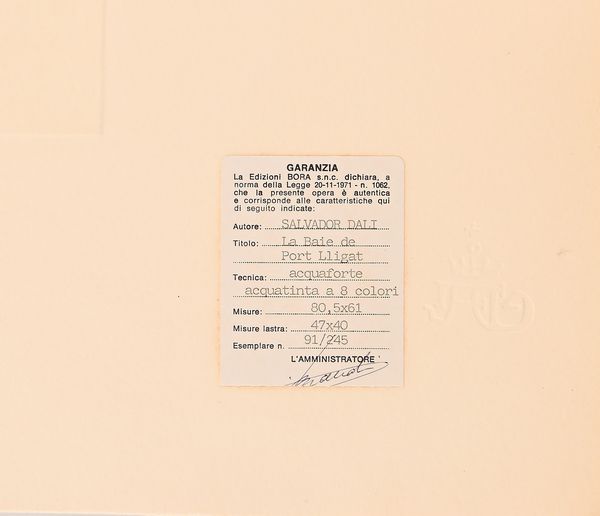 GARANZIA
La Edizioni BORA s.n.c. dichiara, a
norma della Legge 20-11-1971 - n. 1062,
che la presente opera è autentica
e corrisponde alle caratteristiche qui
di seguito indicate:
Autore: SALVADOR DALI
Titolo: La Baie de
Port Lligat
Tecnica: acquaforte
acquatinta a 8 colori
Misure: 80,5x61
Misure lastra: 47x40
Esemplare n. 91/245
L'AMMINISTRATORE